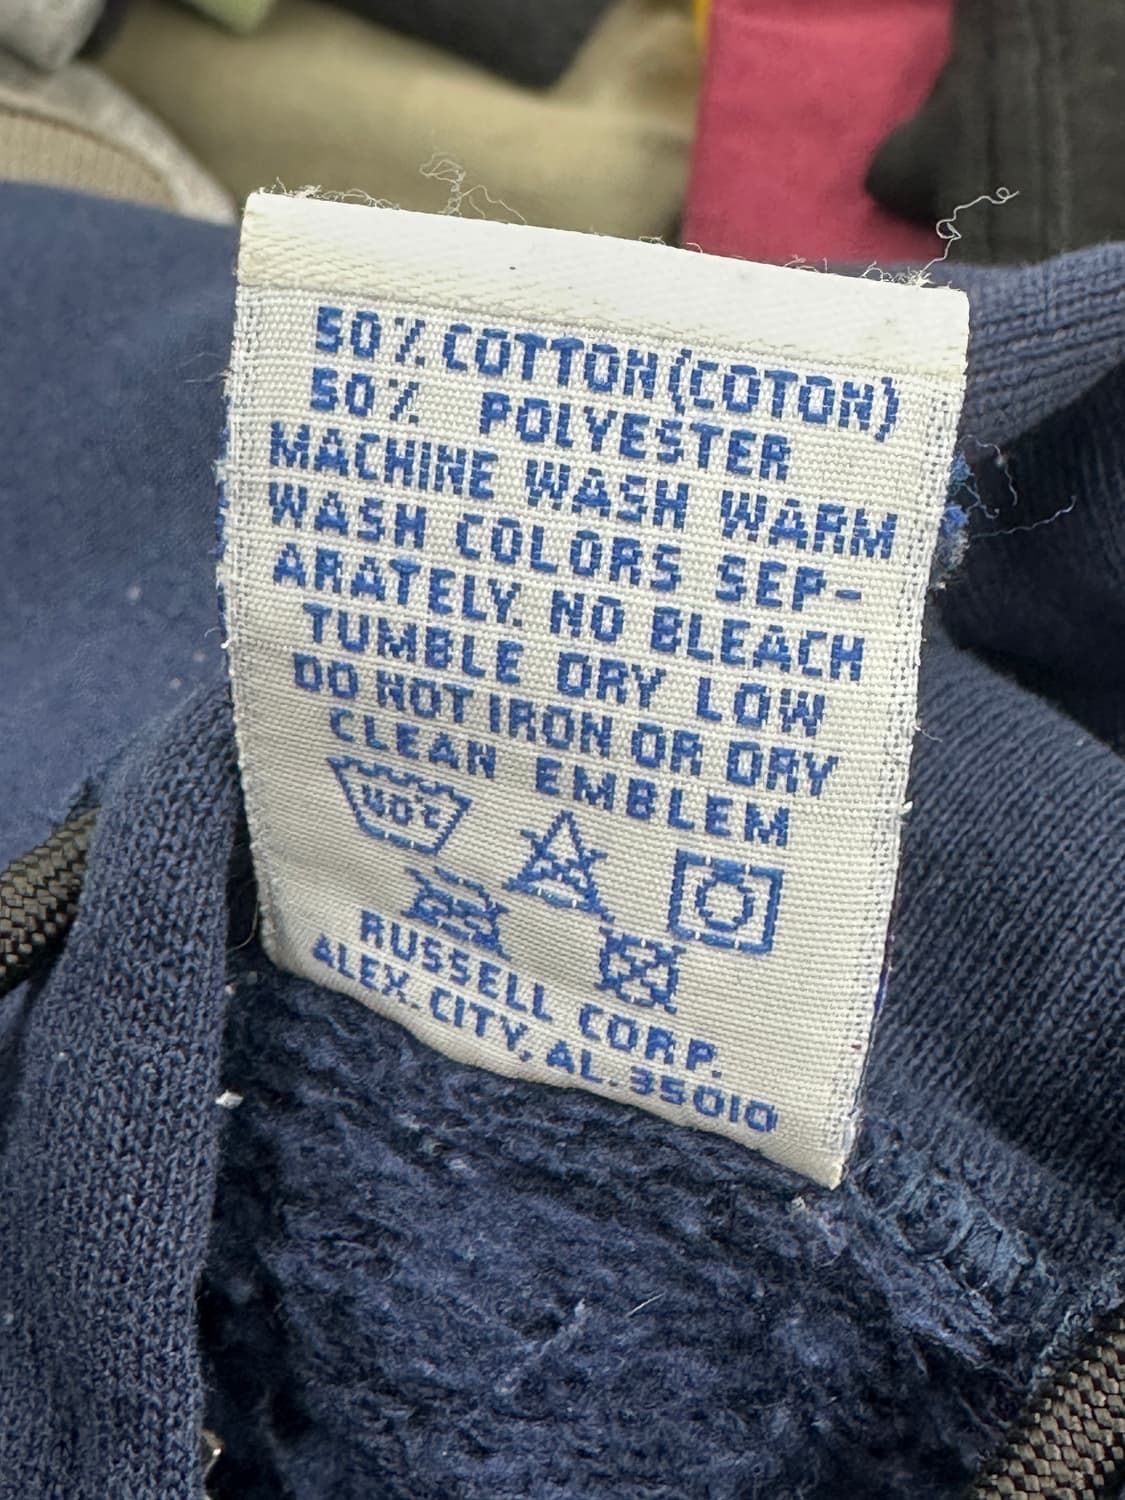 50% COTTON (COTON)
50% POLYESTER
MACHINE WASH WARM
WASH COLORS SEP-
ARATELY. NO BLEACH
TUMBLE DRY LOW
DO NOT IRON OR DRY
CLEAN EMBLEM
40°C
RUSSELL CORP.
ALEX-CITY, AL. 35010